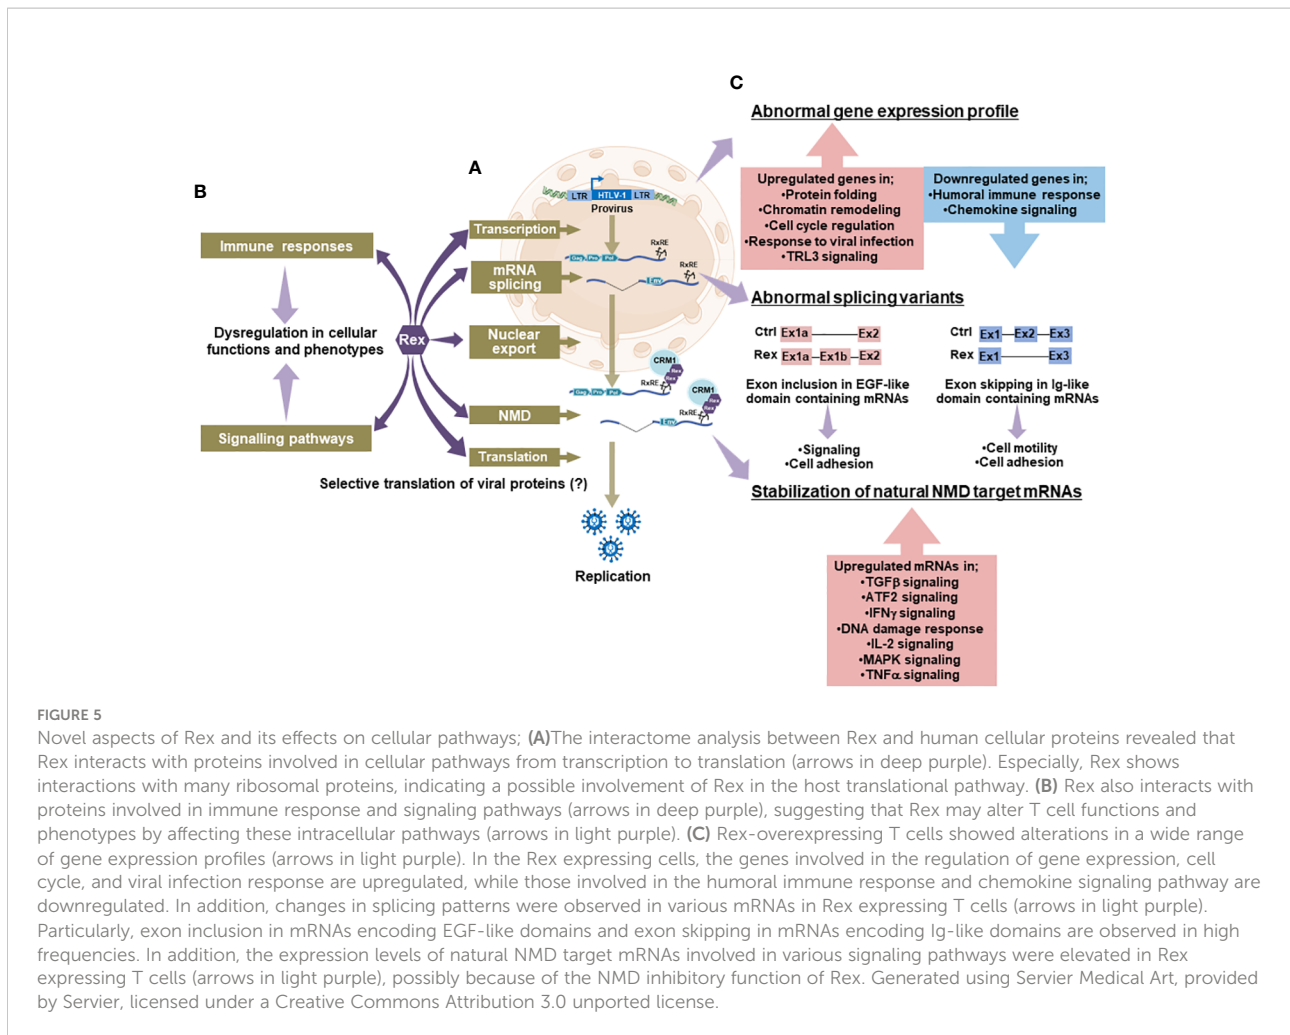 C
Abnormal gene expression profile
A
B
Upregulated genes in;
•Protein folding
•Chromatin remodeling
•Cell cycle regulation
•Response to viral infection
•TRL3 signaling
Downregulated genes in;
•Humoral immune response
•Chemokine signaling
LTR
HTLV-1
LTR
Provirus
Transcription
mRNA
splicing
Nuclear
export
NMD
Translation
Selective translation of viral proteins (?)
Immune responses
Dysregulation in cellular
functions and phenotypes
Signalling pathways
Rex
RxRE
Gag Pro Pol
RxRE
Env
CRM1
Rex
Rex
RxRE
Gag Pro Pol
CRM1
Rex
Rex
RxRE
Env
Replication
Abnormal splicing variants
Ctrl Ex1a Ex2
Rex Ex1a Ex1b Ex2
Exon inclusion in EGF-like
domain containing mRNAs
•Signaling
•Cell adhesion
Ctrl Ex1 Ex2 Ex3
Rex Ex1 Ex3
Exon skipping in Ig-like
domain containing mRNAs
•Cell motility
•Cell adhesion
Stabilization of natural NMD target mRNAs
Upregulated mRNAs in;
•TGFβ signaling
•ATF2 signaling
•IFNγ signaling
•DNA damage response
•IL-2 signaling
•MAPK signaling
•TNFα signaling
FIGURE 5
Novel aspects of Rex and its effects on cellular pathways; (A)The interactome analysis between Rex and human cellular proteins revealed that
Rex interacts with proteins involved in cellular pathways from transcription to translation (arrows in deep purple). Especially, Rex shows
interactions with many ribosomal proteins, indicating a possible involvement of Rex in the host translational pathway. (B) Rex also interacts with
proteins involved in immune response and signaling pathways (arrows in deep purple), suggesting that Rex may alter T cell functions and
phenotypes by affecting these intracellular pathways (arrows in light purple). (C) Rex-overexpressing T cells showed alterations in a wide range
of gene expression profiles (arrows in light purple). In the Rex expressing cells, the genes involved in the regulation of gene expression, cell
cycle, and viral infection response are upregulated, while those involved in the humoral immune response and chemokine signaling pathway are
downregulated. In addition, changes in splicing patterns were observed in various mRNAs in Rex expressing T cells (arrows in light purple).
Particularly, exon inclusion in mRNAs encoding EGF-like domains and exon skipping in mRNAs encoding Ig-like domains are observed in high
frequencies. In addition, the expression levels of natural NMD target mRNAs involved in various signaling pathways were elevated in Rex
expressing T cells (arrows in light purple), possibly because of the NMD inhibitory function of Rex. Generated using Servier Medical Art, provided
by Servier, licensed under a Creative Commons Attribution 3.0 unported license.